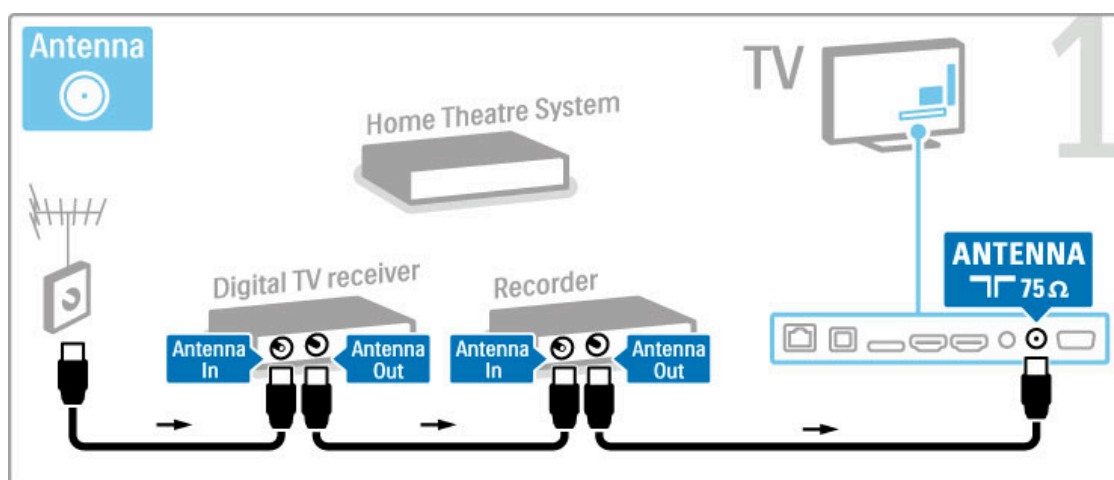 Antenna
1
TV
Home Theatre System
Digital TV receiver
Recorder
ANTENNA
75 Ω
Antenna
In
Antenna
Out
Antenna
In
Antenna
Out